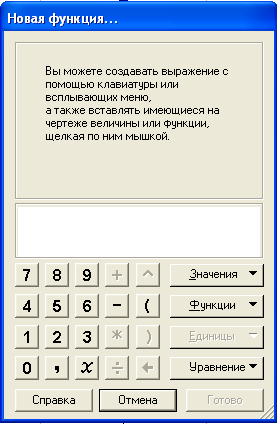 Новая функция...
Вы можете создавать выражение с
помощью клавиатуры или
всплывающих меню,
а также вставлять имеющиеся на
чертеже величины или функции,
щелкая по ним мышкой.
7 8 9 + ^ Значения
4 5 6 - ( Функции
1 2 3 * ) Единицы
0 , x ÷ ← Уравнение
Справка Отмена Готово